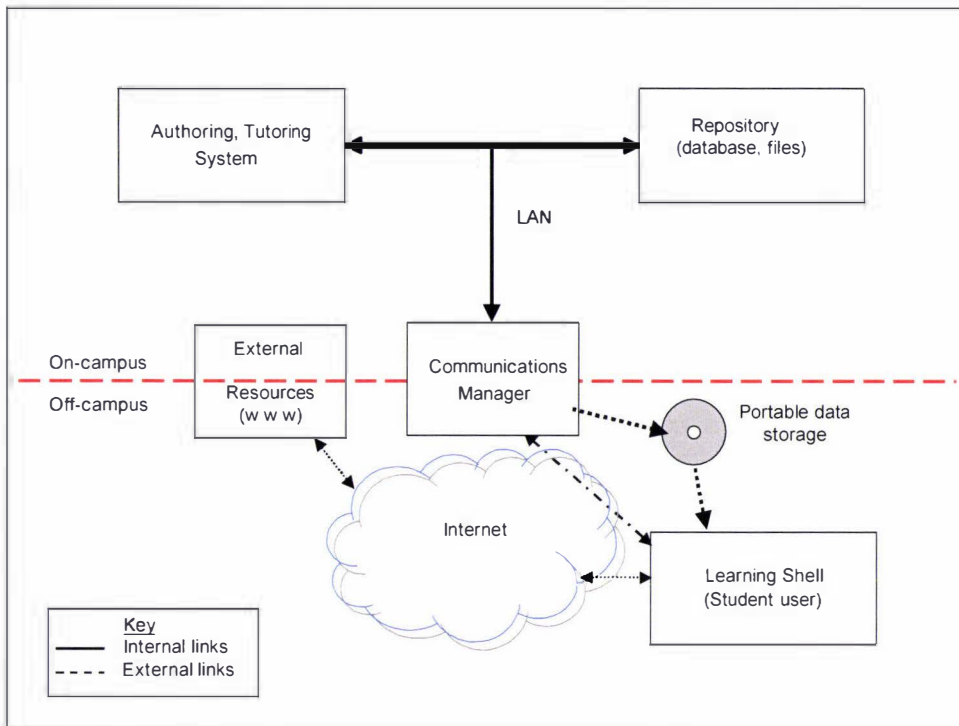 Authoring, Tutoring
System
Repository
(database, files)
LAN
On-campus
Off-campus
External
Resources
(w w w)
Communications
Manager
Portable data
storage
Internet
Learning Shell
(Student user)
Key
Internal links
External links